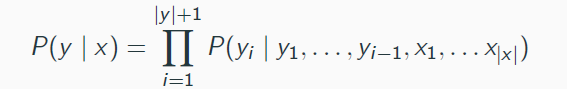 P(y | x) = ∏_{i=1}^{|y|+1} P(y_i | y_1, . . . , y_{i−1}, x_1, . . . x_{|x|})